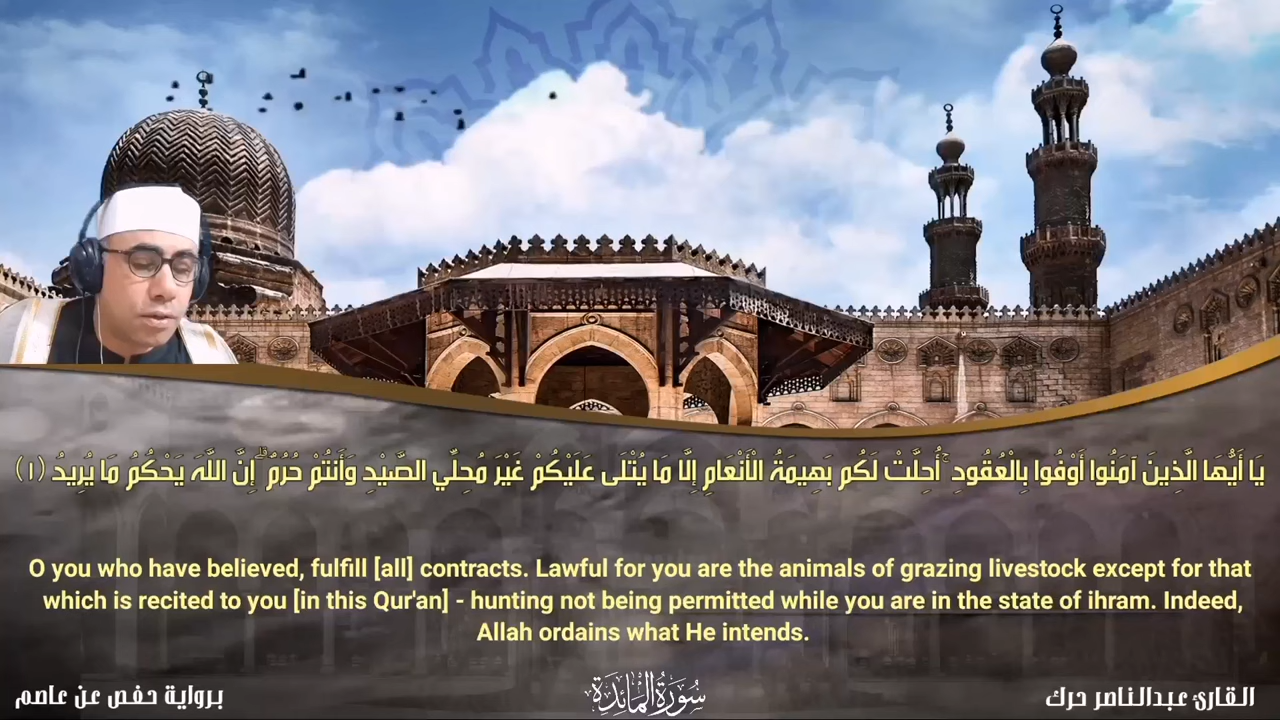 يَا أَيُّهَا الَّذِينَ آمَنُوا أَوْفُوا بِالْعُقُودِ ۚ أُحِلَّتْ لَكُم بَهِيمَةُ الْأَنْعَامِ إِلَّا مَا يُتْلَى عَلَيْكُمْ غَيْرَ مُحِلِّي الصَّيْدِ وَأَنتُمْ حُرُمٌ ۗ إِنَّ اللَّهَ يَحْكُمُ مَا يُرِيدُ (١)
O you who have believed, fulfill [all] contracts. Lawful for you are the animals of grazing livestock except for that
which is recited to you [in this Qur'an] - hunting not being permitted while you are in the state of ihram. Indeed,
Allah ordains what He intends.
القارئ عبدالناصر حرك
سُورَةُ المَائِدَة
برواية حفص عن عاصم